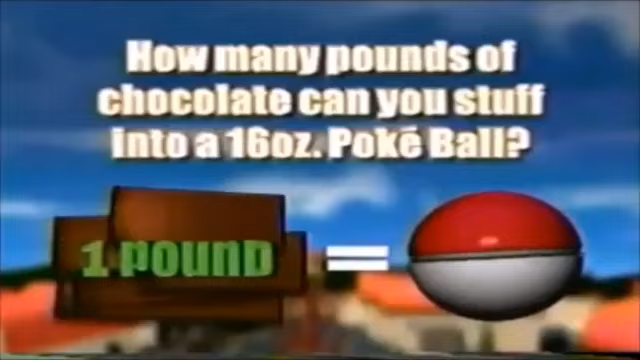 How many pounds of
chocolate can you stuff
into a 16oz. Poké Ball?
1 POUND =